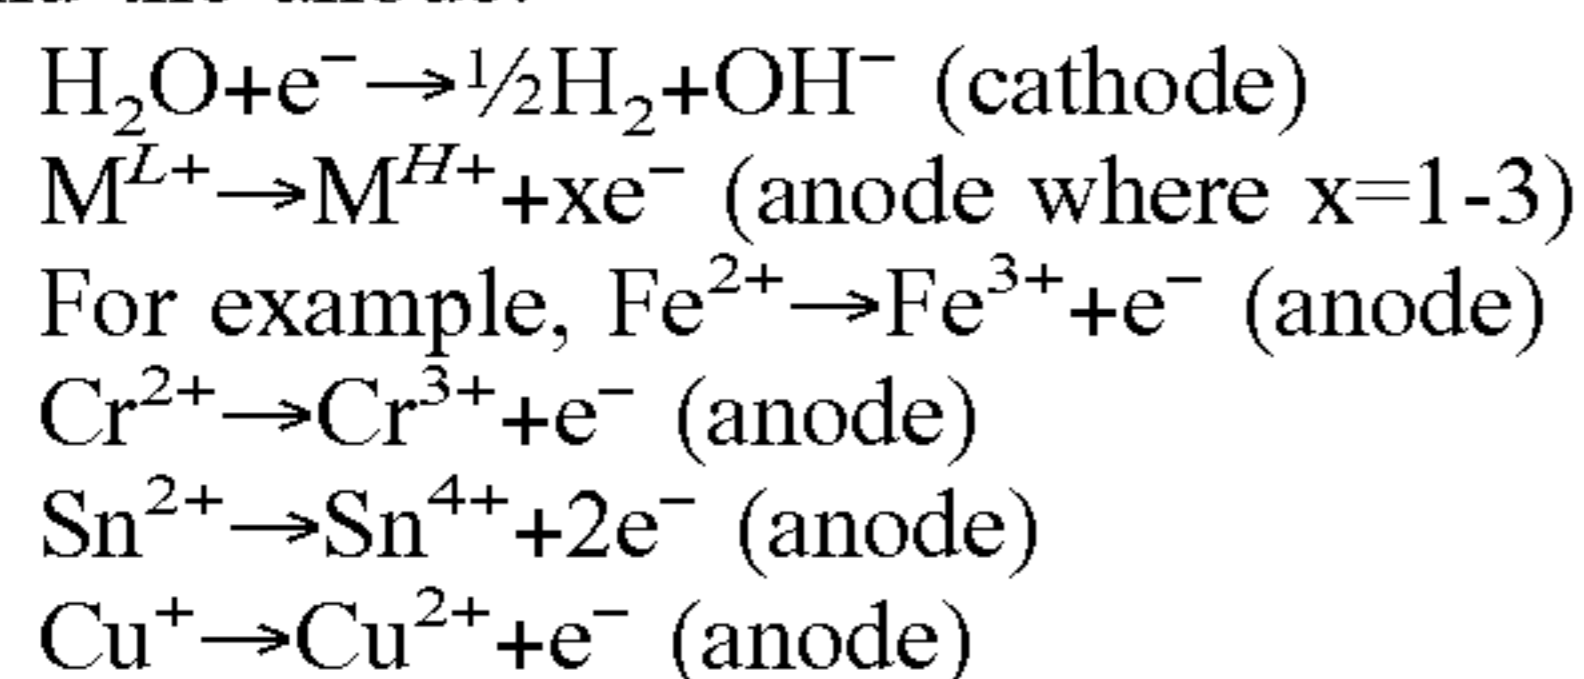 H₂O+e⁻→½H₂+OH⁻ (cathode)
Mᴸ⁺→Mᴴ⁺+xe⁻ (anode where x=1-3)
For example, Fe²⁺→Fe³⁺+e⁻ (anode)
Cr²⁺→Cr³⁺+e⁻ (anode)
Sn²⁺→Sn⁴⁺+2e⁻ (anode)
Cu⁺→Cu²⁺+e⁻ (anode)